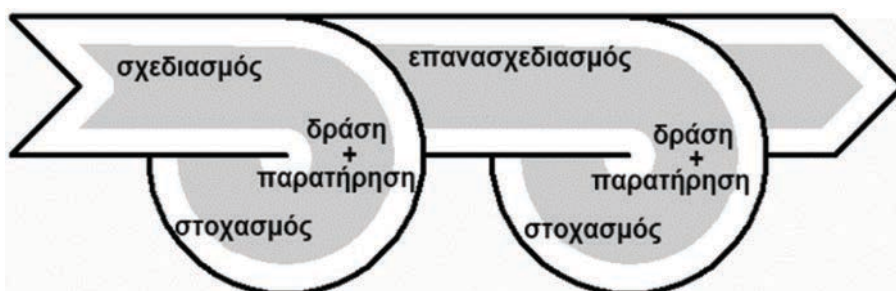 σχεδιασμός
δράση
+
παρατήρηση
στοχασμός
επανασχεδιασμός
δράση
+
παρατήρηση
στοχασμός